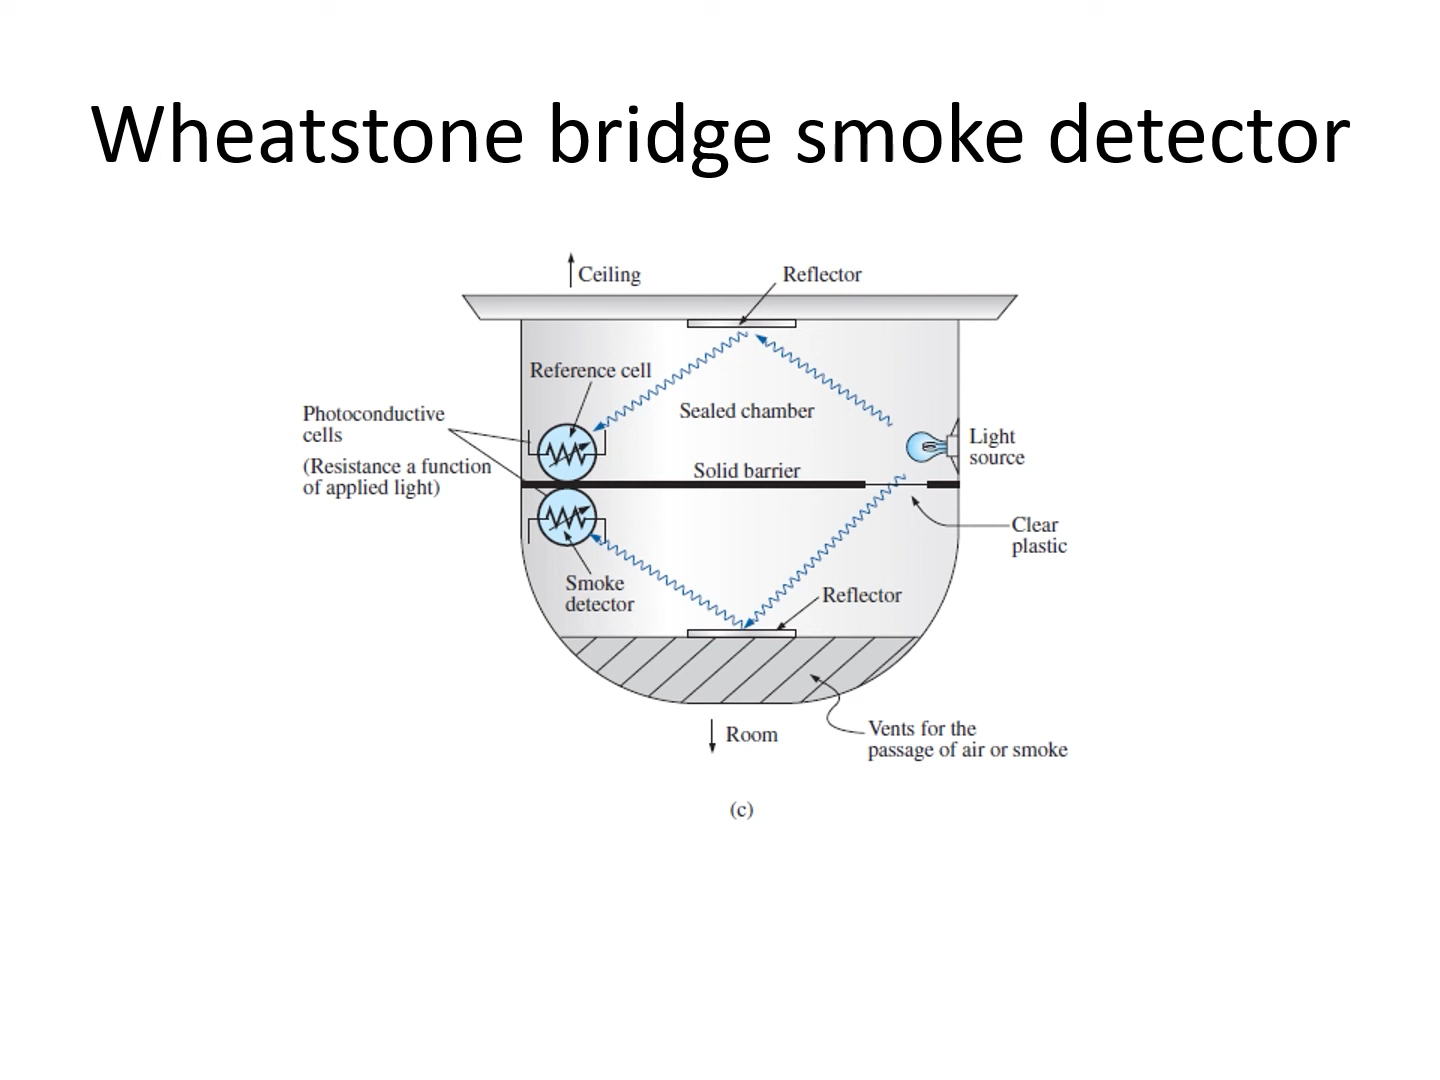 Wheatstone bridge smoke detector
Ceiling
Reflector
Reference cell
Photoconductive
cells
(Resistance a function
of applied light)
Sealed chamber
Light
source
Solid barrier
Clear
plastic
Smoke
detector
Reflector
Room
Vents for the
passage of air or smoke
(c)